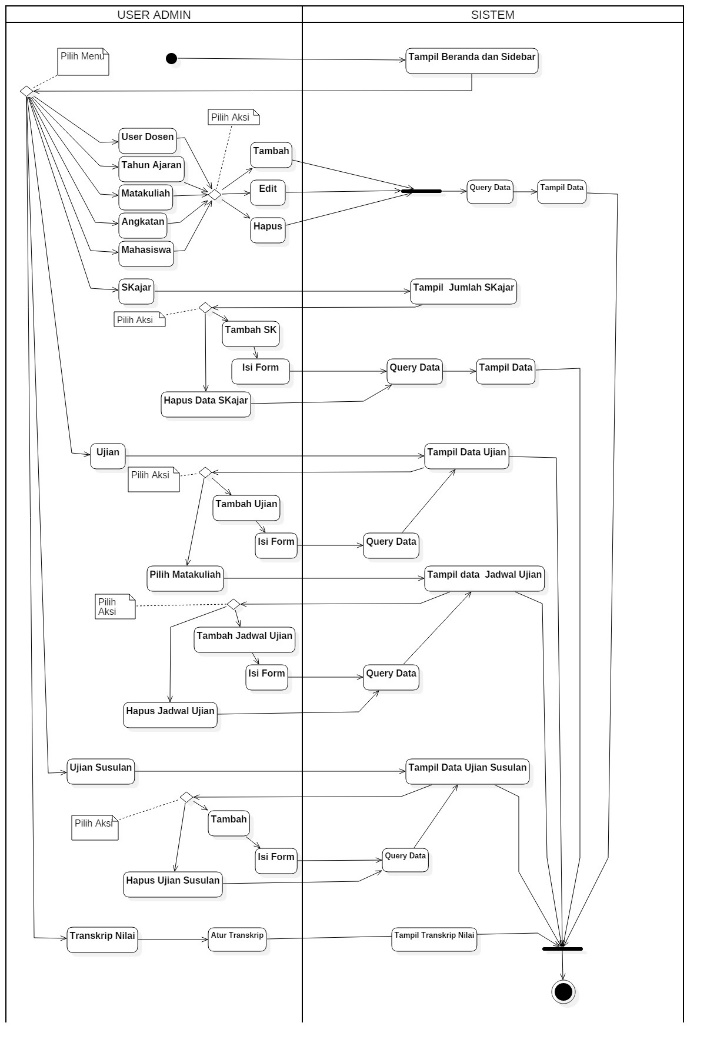 USER ADMIN
SISTEM
Pilih Menu
Tampil Beranda dan Sidebar
Pilih Aksi
User Dosen
Tambah
Tahun Ajaran
Edit
Query Data
Tampil Data
Matakuliah
Angkatan
Hapus
Mahasiswa
SKajar
Tampil  Jumlah SKajar
Pilih Aksi
Tambah SK
Isi Form
Query Data
Tampil Data
Hapus Data SKajar
Ujian
Tampil Data Ujian
Pilih Aksi
Tambah Ujian
Isi Form
Query Data
Pilih Matakuliah
Tampil data  Jadwal Ujian
Pilih
Aksi
Tambah Jadwal Ujian
Isi Form
Query Data
Hapus Jadwal Ujian
Ujian Susulan
Tampil Data Ujian Susulan
Pilih Aksi
Tambah
Isi Form
Query Data
Hapus Ujian Susulan
Transkrip Nilai
Atur Transkrip
Tampil Transkrip Nilai